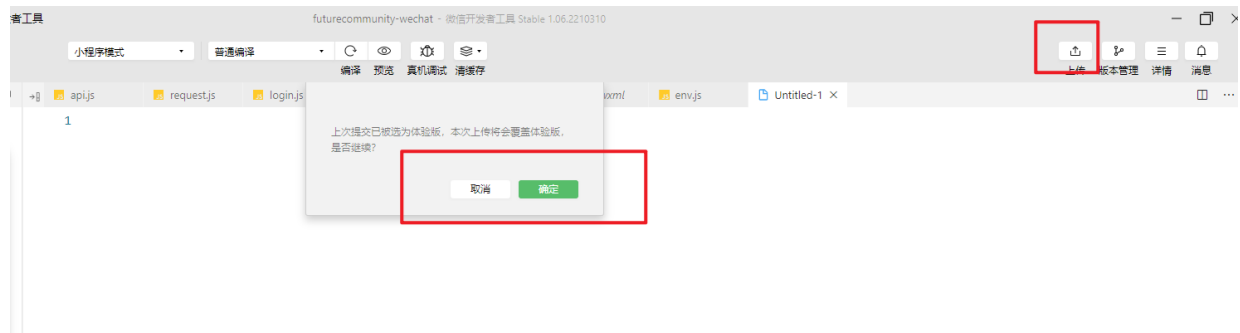 者工具
futurecommunity-wechat - 微信开发者工具 Stable 1.06.2210310
小程序模式 普通编译
编译 预览 真机调试 清缓存 上传 版本管理 详情 消息
api.js request.js login.js env.js Untitled-1
1
上次提交已被选为体验版，本次上传将会覆盖体验版，
是否继续?
取消 确定